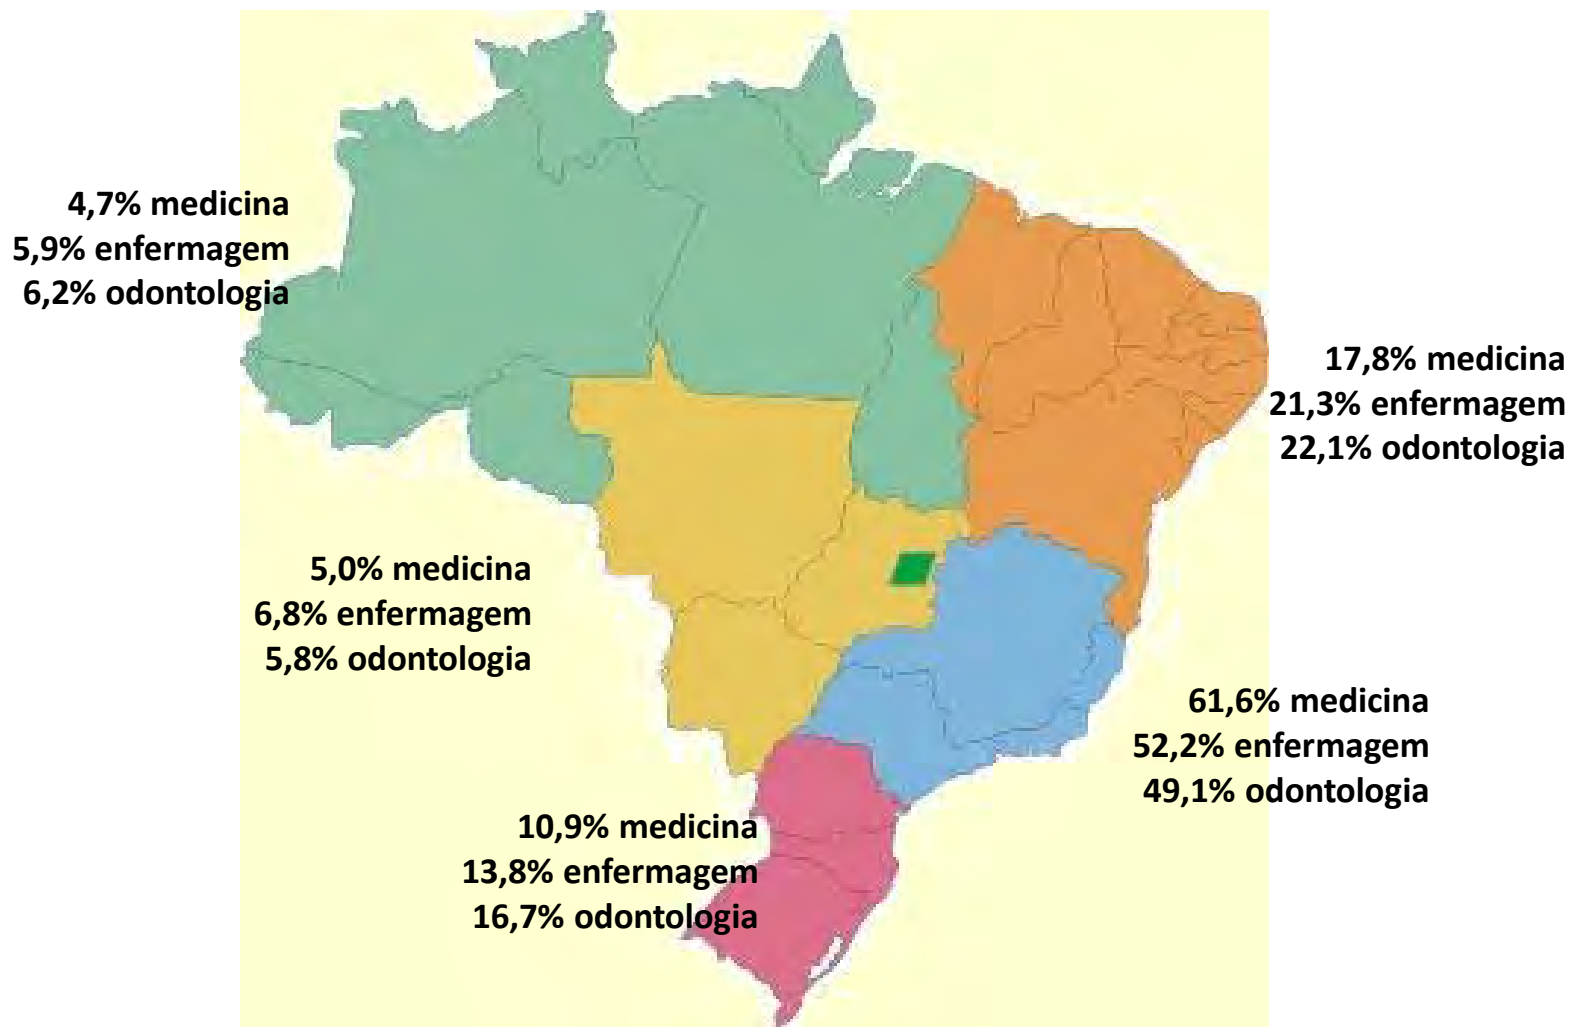 4,7% medicina
5,9% enfermagem
6,2% odontologia
17,8% medicina
21,3% enfermagem
22,1% odontologia
5,0% medicina
6,8% enfermagem
5,8% odontologia
61,6% medicina
52,2% enfermagem
49,1% odontologia
10,9% medicina
13,8% enfermagem
16,7% odontologia